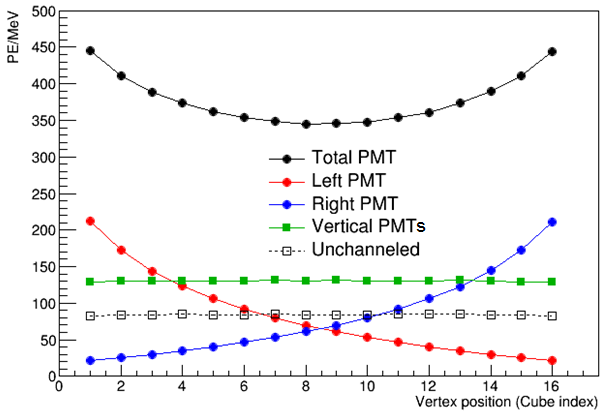 PE/MeV
500
450
400
350
300
250
200
150
100
50
0
Total PMT
Left PMT
Right PMT
Vertical PMTs
Unchanneled
0 2 4 6 8 10 12 14 16
Vertex position (Cube index)